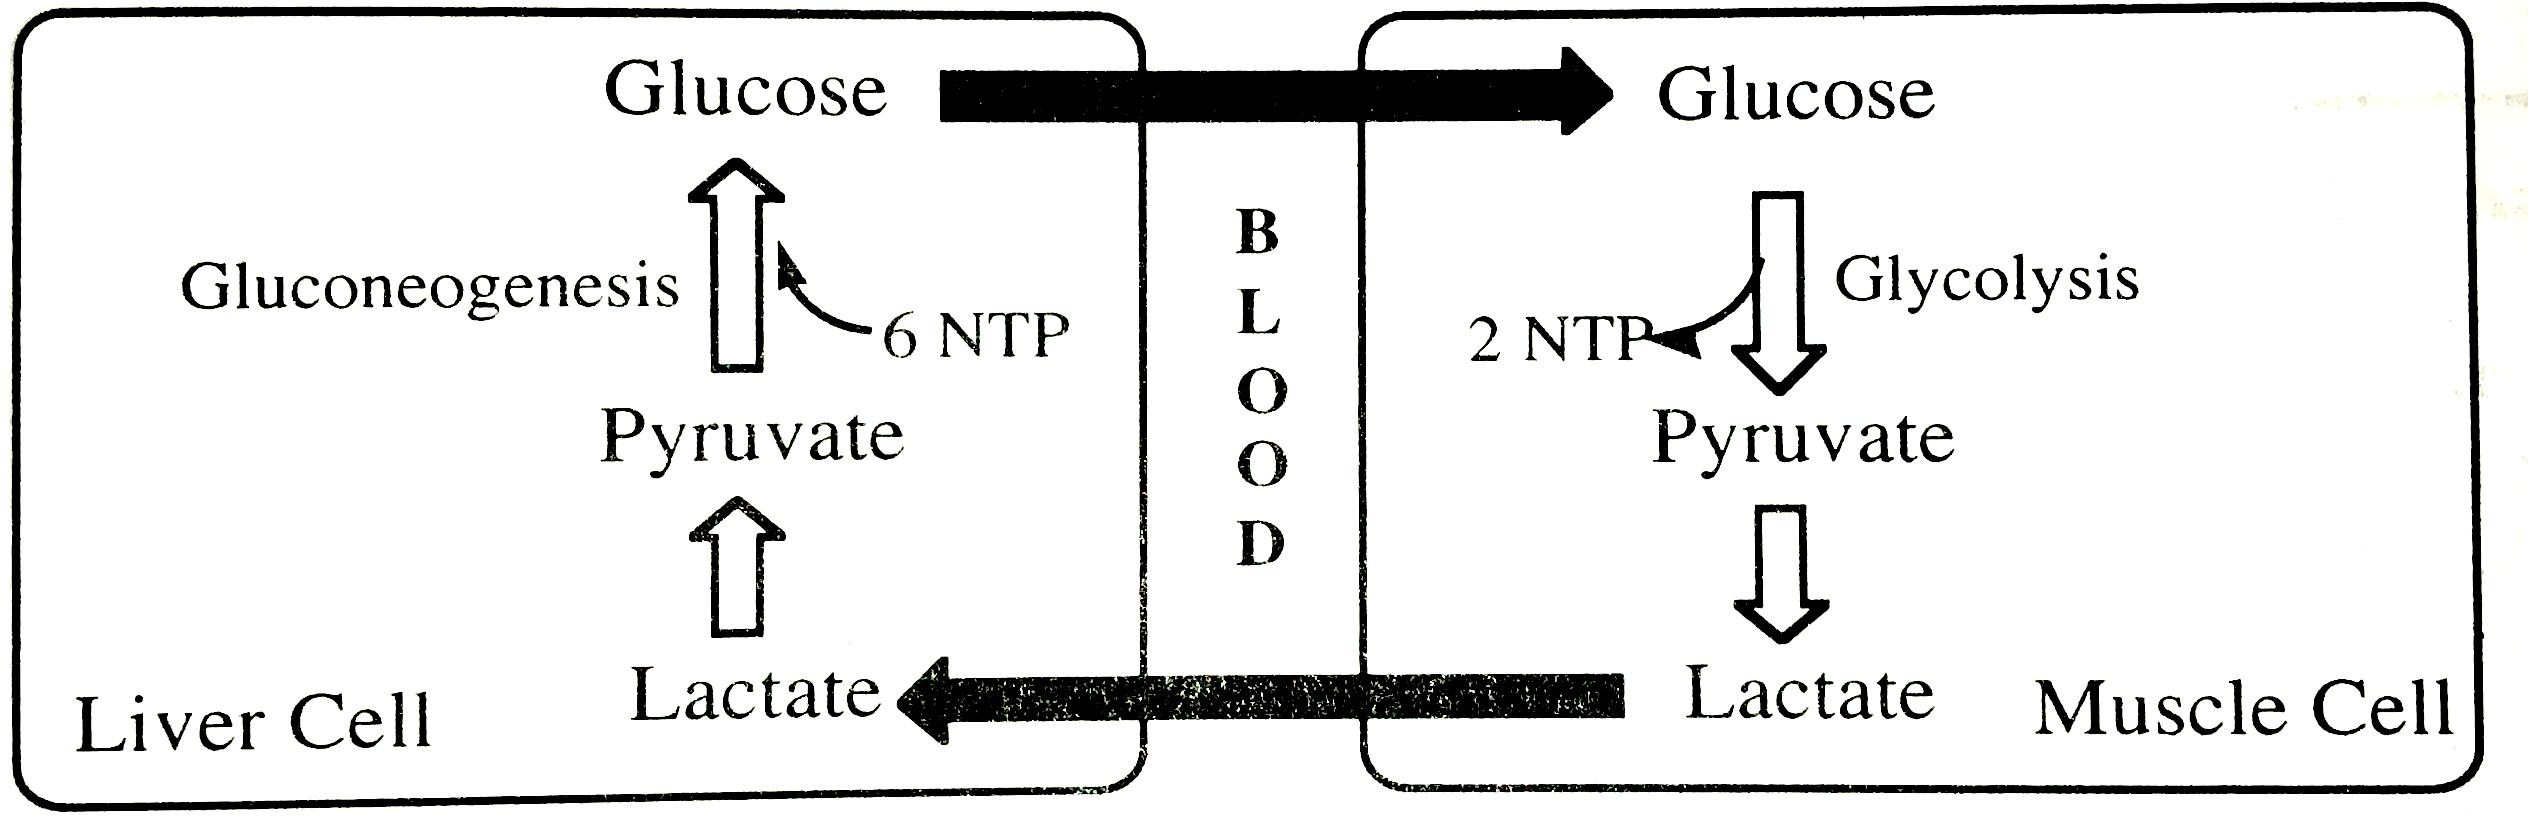 Glucose
Gluconeogenesis
6 NTP
Pyruvate
Lactate
Liver Cell
BLOOD
Glucose
Glycolysis
2 NTP
Pyruvate
Lactate
Muscle Cell